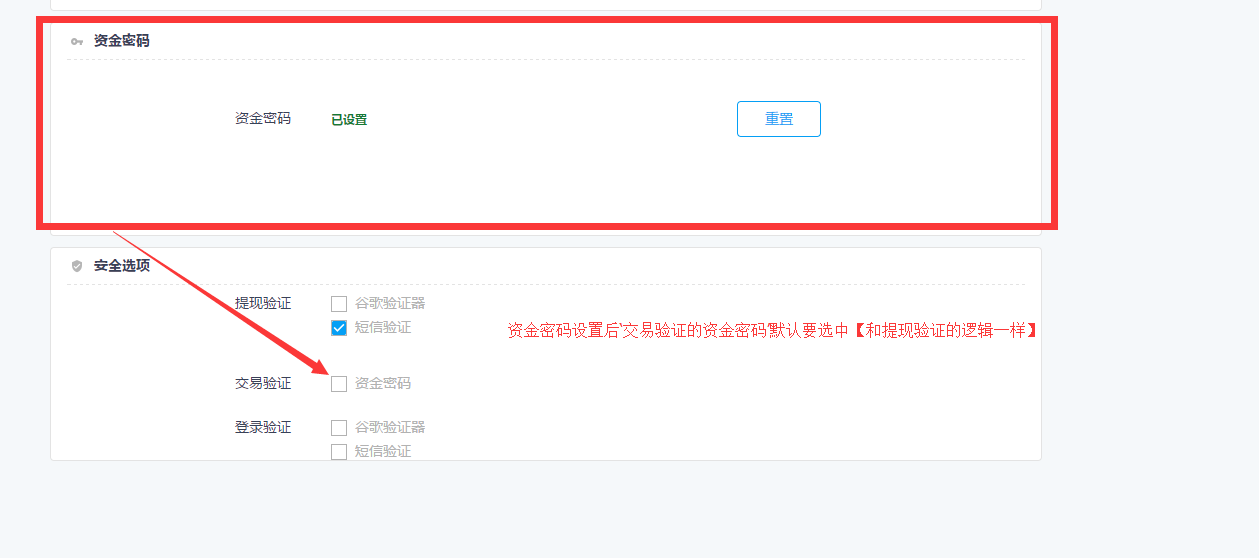 资金密码
资金密码 已设置 重置
安全选项
提现验证 谷歌验证器
短信验证
资金密码设置后'交易验证的资金密码'默认要选中【和提现验证的逻辑一样】
交易验证 资金密码
登录验证 谷歌验证器
短信验证